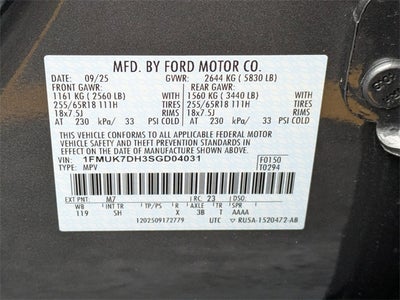 MFD. BY FORD MOTOR CO.
DATE: 09/25 GVWR: 2644 KG ( 5830 LB)
FRONT GAWR: REAR GAWR:
1161 KG ( 2560 LB) 1560 KG ( 3440 LB)
255/65R18 111H 255/65R18 111H
18x7.5J 18x7.5J
AT 230 kPa/ 33 PSI COLD AT 230 kPa/ 33 PSI COLD
THIS VEHICLE CONFORMS TO ALL APPLICABLE FEDERAL MOTOR VEHICLE
SAFETY, BUMPER, AND THEFT PREVENTION STANDARDS IN EFFECT ON THE DATE OF
MANUFACTURE SHOWN ABOVE.
VIN: 1FMUK7DH3SGD04031 F0150
TYPE: MPV T0294
EXT PNT: M7 RC: 23 DSO:
WB INT TR TP/PS R AXLE TR SPR
119 SH X 3B T AAAA
1202509172779 UTC RU5A-1520472-AB